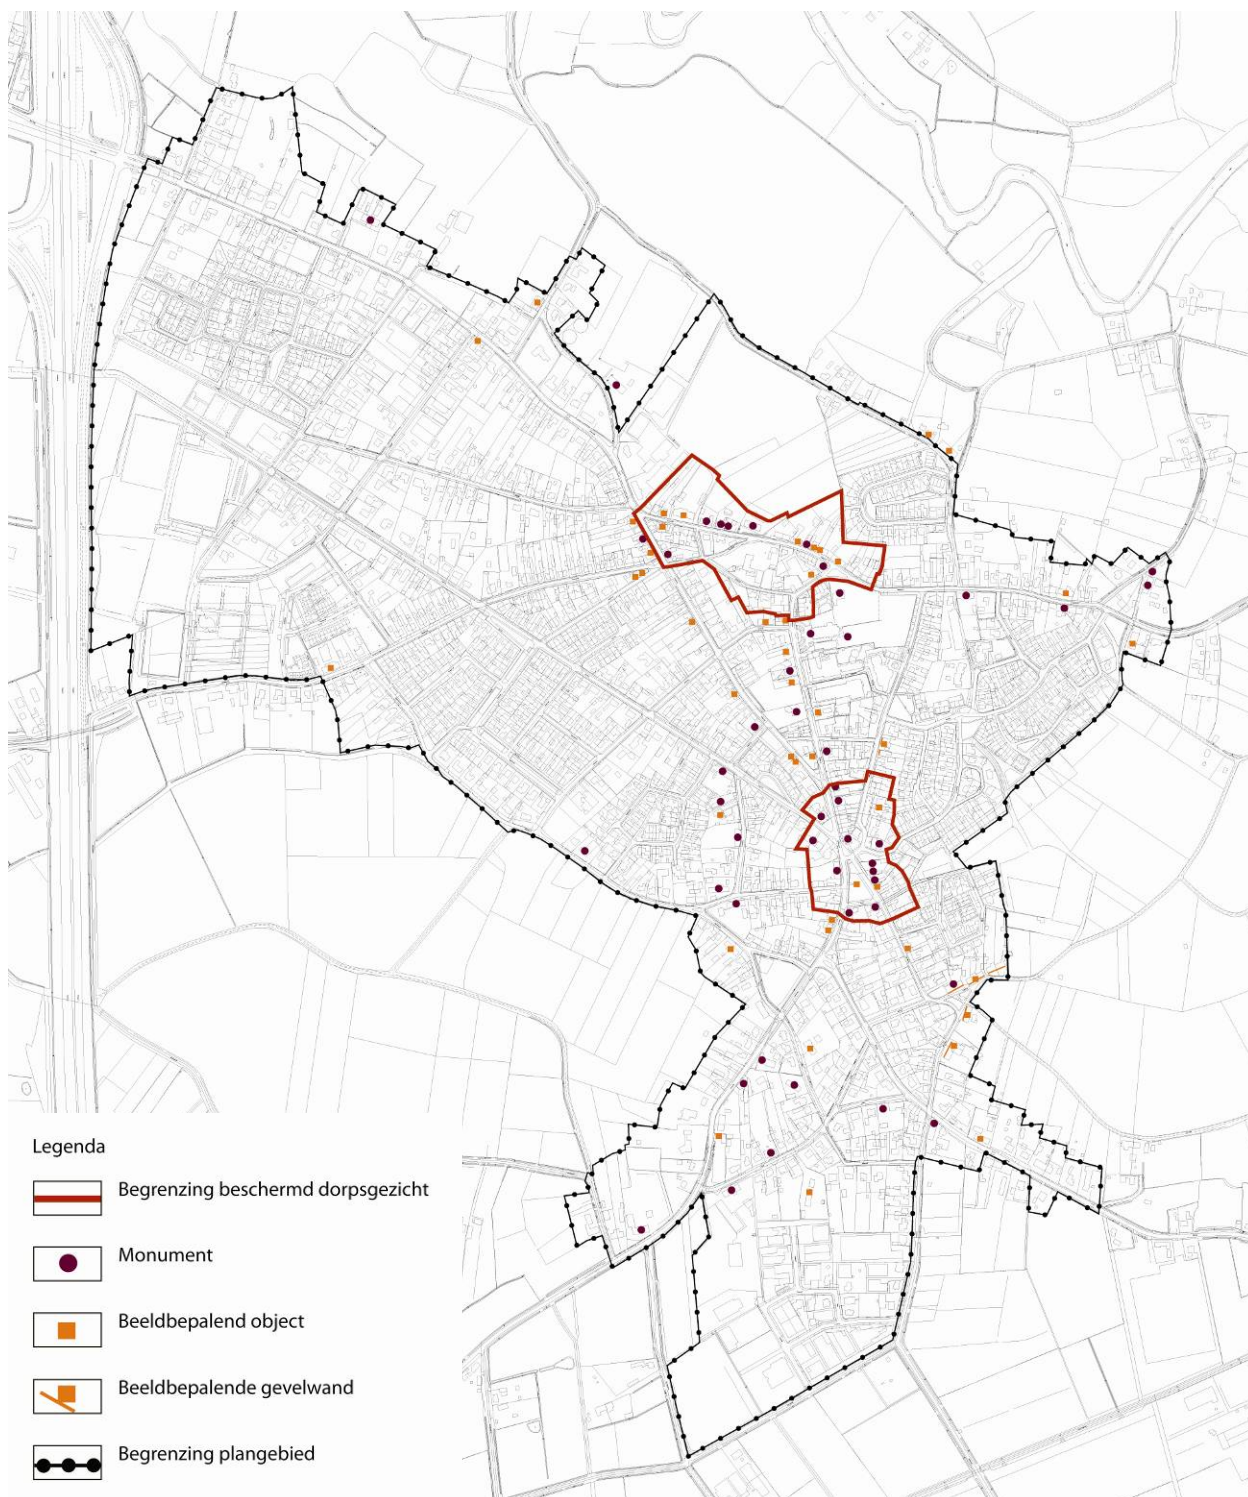 Legenda
Begrenzing beschermd dorpsgezicht
Monument
Beeldbepalend object
Beeldbepalende gevelwand
Begrenzing plangebied